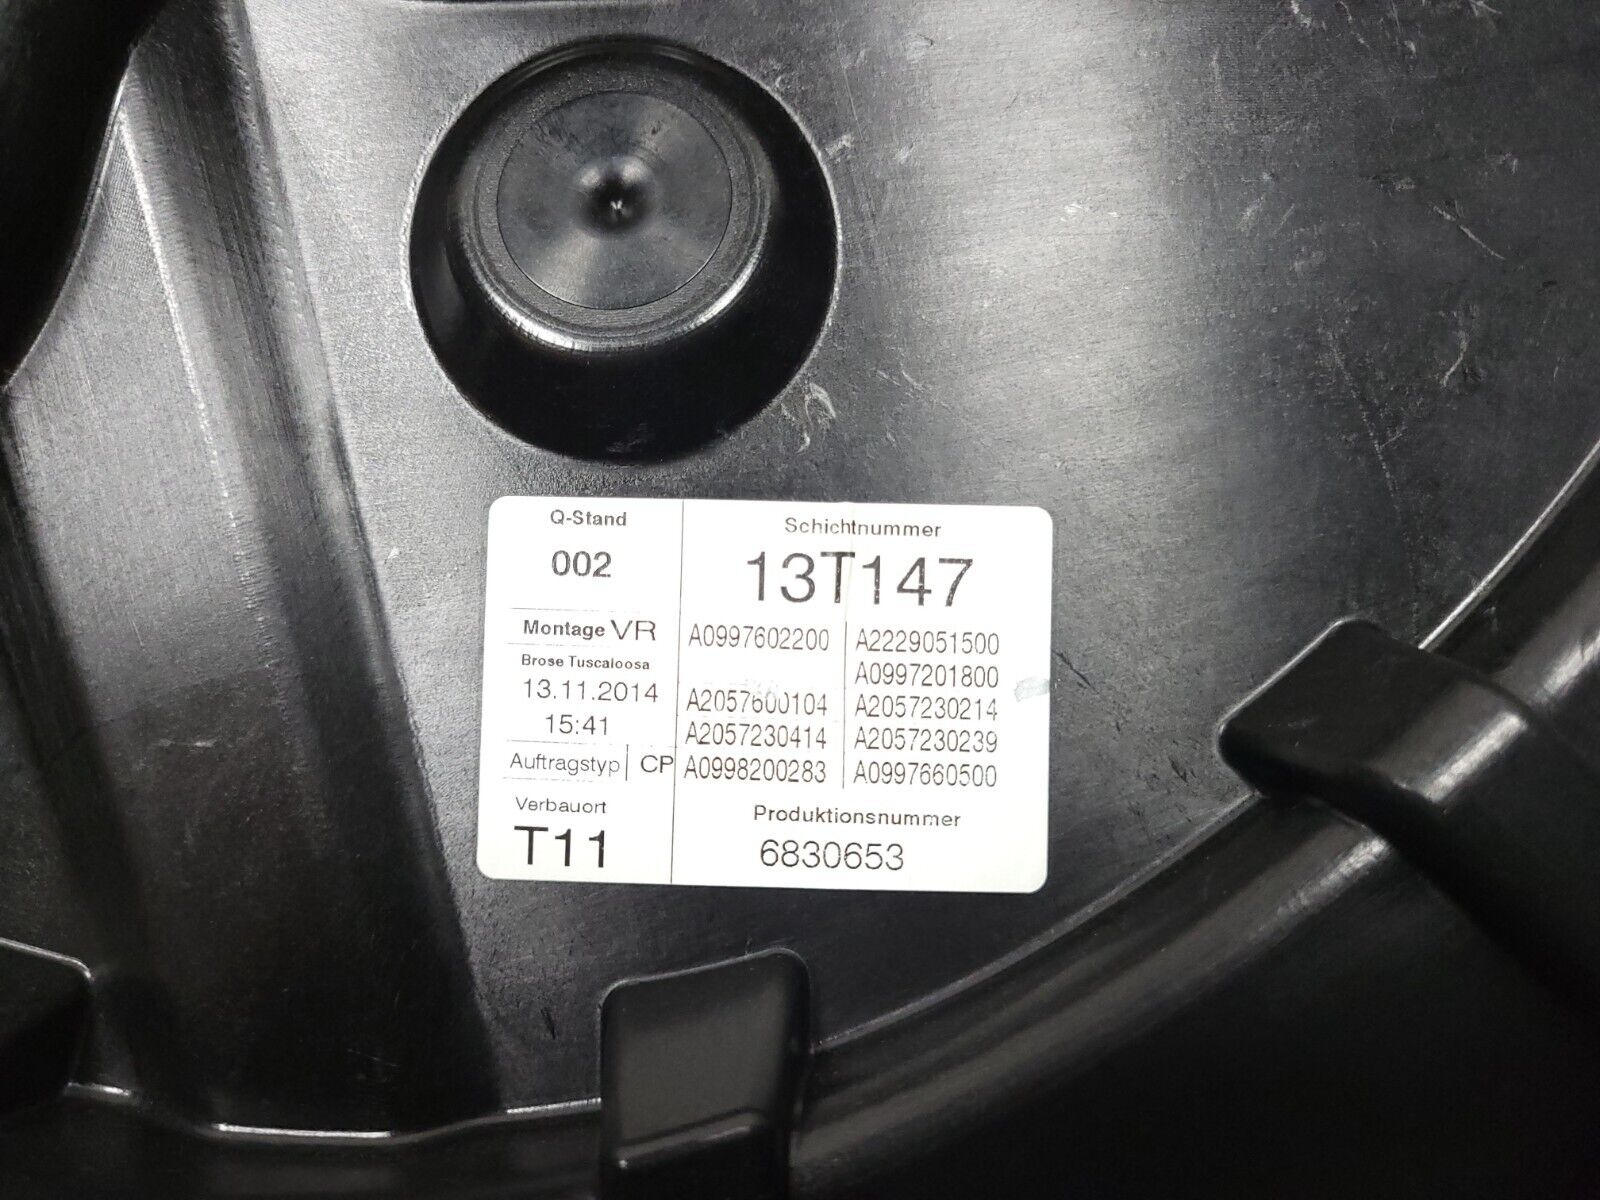 Q-Stand
002
Montage VR
Brose Tuscaloosa
13.11.2014
15:41
Auftragstyp CP
Verbauort
T11
Schichtnummer
13T147
A0997602200 A2229051500
A0997201800
A2057600104 A2057230214
A2057230414 A2057230239
A0998200283 A0997660500
Produktionsnummer
6830653